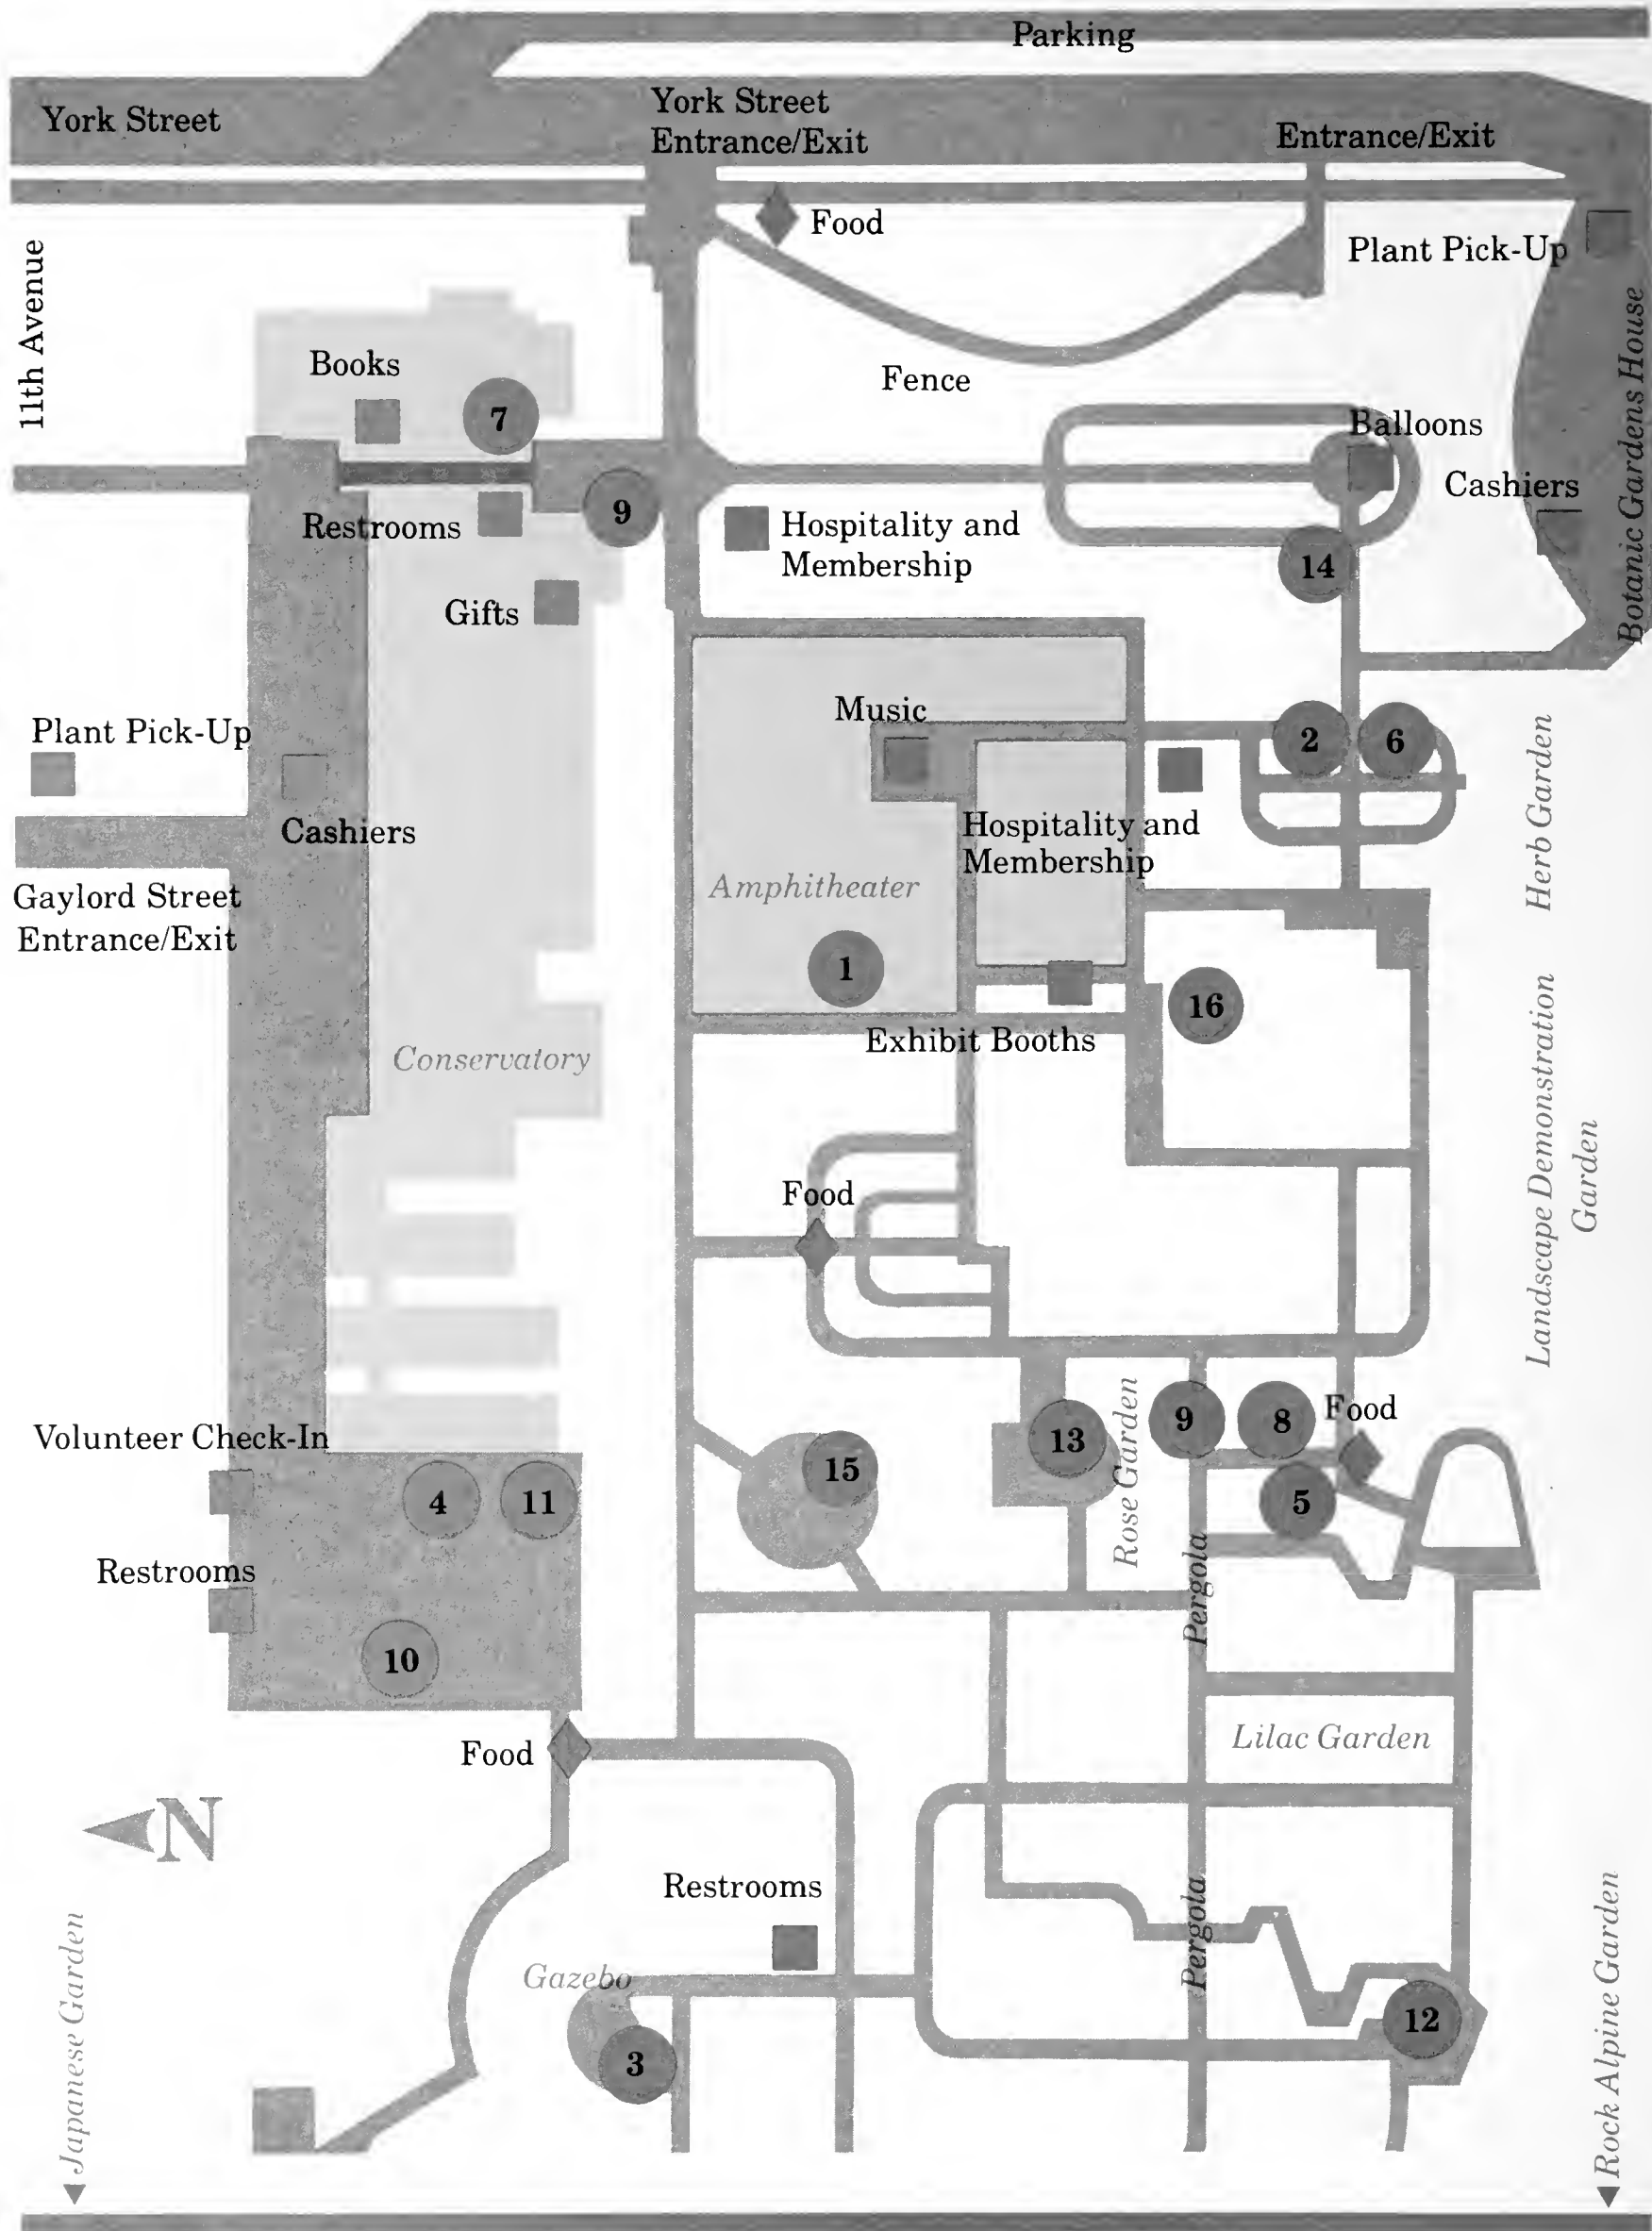 Parking
York Street
York Street
Entrance/Exit
Entrance/Exit
Food
Plant Pick-Up
11th Avenue
Botanic Gardens House
Books
7
Fence
Balloons
Cashiers
Restrooms
9
Hospitality and
Membership
14
Gifts
Music
Plant Pick-Up
2
6
Herb Garden
Cashiers
Hospitality and
Membership
Gaylord Street
Entrance/Exit
Amphitheater
1
16
Exhibit Booths
Conservatory
Landscape Demonstration
Garden
Food
Volunteer Check-In
4
11
15
13
Rose Garden
9
8
Food
5
Restrooms
Pergola
10
Food
Lilac Garden
N
Restrooms
Pergola
Gazebo
3
12
Japanese Garden
Rock Alpine Garden